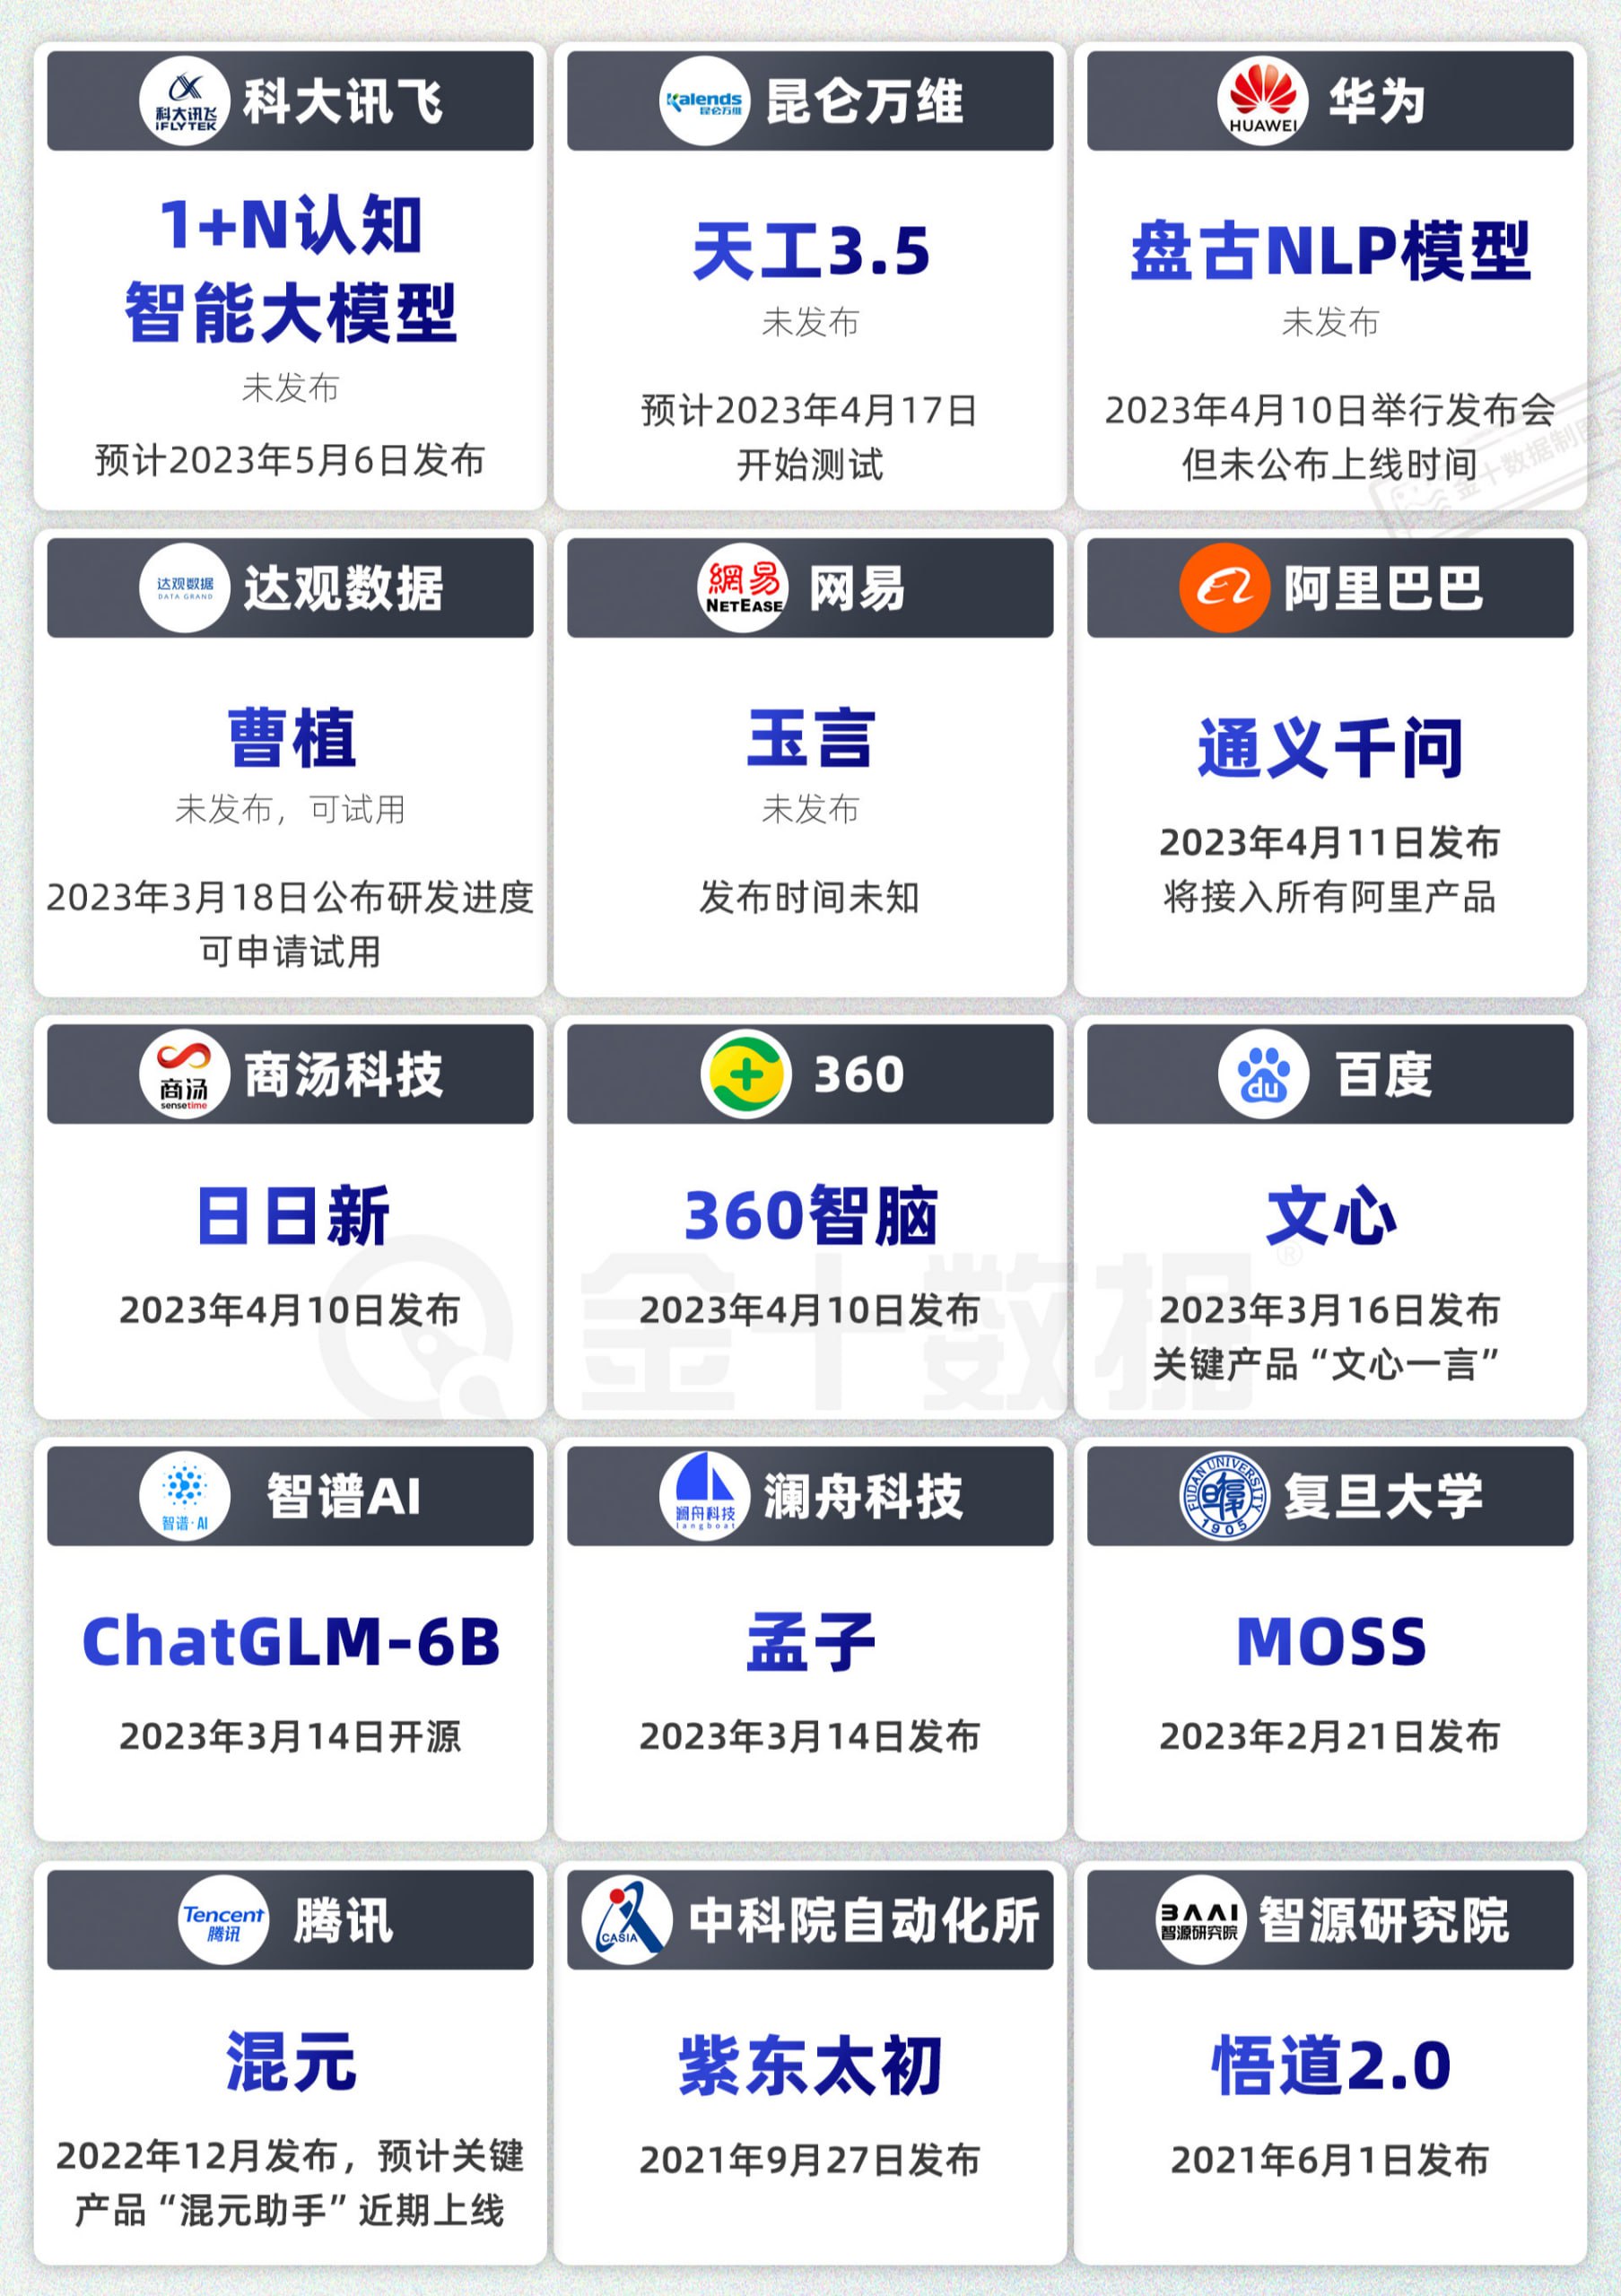 科大讯飞
iFLYTEK
科大讯飞
1+N认知
智能大模型
未发布
预计2023年5月6日发布
Kalends
昆仑万维
昆仑万维
天工3.5
未发布
预计2023年4月17日
开始测试
HUAWEI
华为
盘古NLP模型
未发布
2023年4月10日举行发布会
但未公布上线时间
金十数据制图
达观数据
DATA GRAND
达观数据
曹植
未发布，可试用
2023年3月18日公布研发进度
可申请试用
網易
NETEASE
网易
玉言
未发布
发布时间未知
阿里巴巴
通义千问
2023年4月11日发布
将接入所有阿里产品
商汤
sensetime
商汤科技
日日新
2023年4月10日发布
360
360智脑
2023年4月10日发布
du
百度
文心
2023年3月16日发布
关键产品“文心一言”
金十数据®
智谱·AI
智谱AI
ChatGLM-6B
2023年3月14日开源
澜舟科技
langboat
澜舟科技
孟子
2023年3月14日发布
FUDAN UNIVERSITY
1905
复旦大学
MOSS
2023年2月21日发布
Tencent
腾讯
腾讯
混元
2022年12月发布，预计关键
产品“混元助手”近期上线
CASIA
中科院自动化所
紫东太初
2021年9月27日发布
BAAI
智源研究院
智源研究院
悟道2.0
2021年6月1日发布